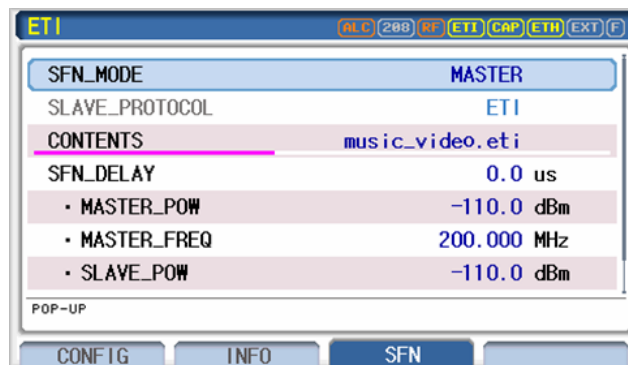 ETI ALC 208 RF ETI CAP ETH EXT F
SFN_MODE MASTER
SLAVE_PROTOCOL ETI
CONTENTS music_video.eti
SFN_DELAY 0.0 us
· MASTER_POW -110.0 dBm
· MASTER_FREQ 200.000 MHz
· SLAVE_POW -110.0 dBm
POP-UP
CONFIG INFO SFN